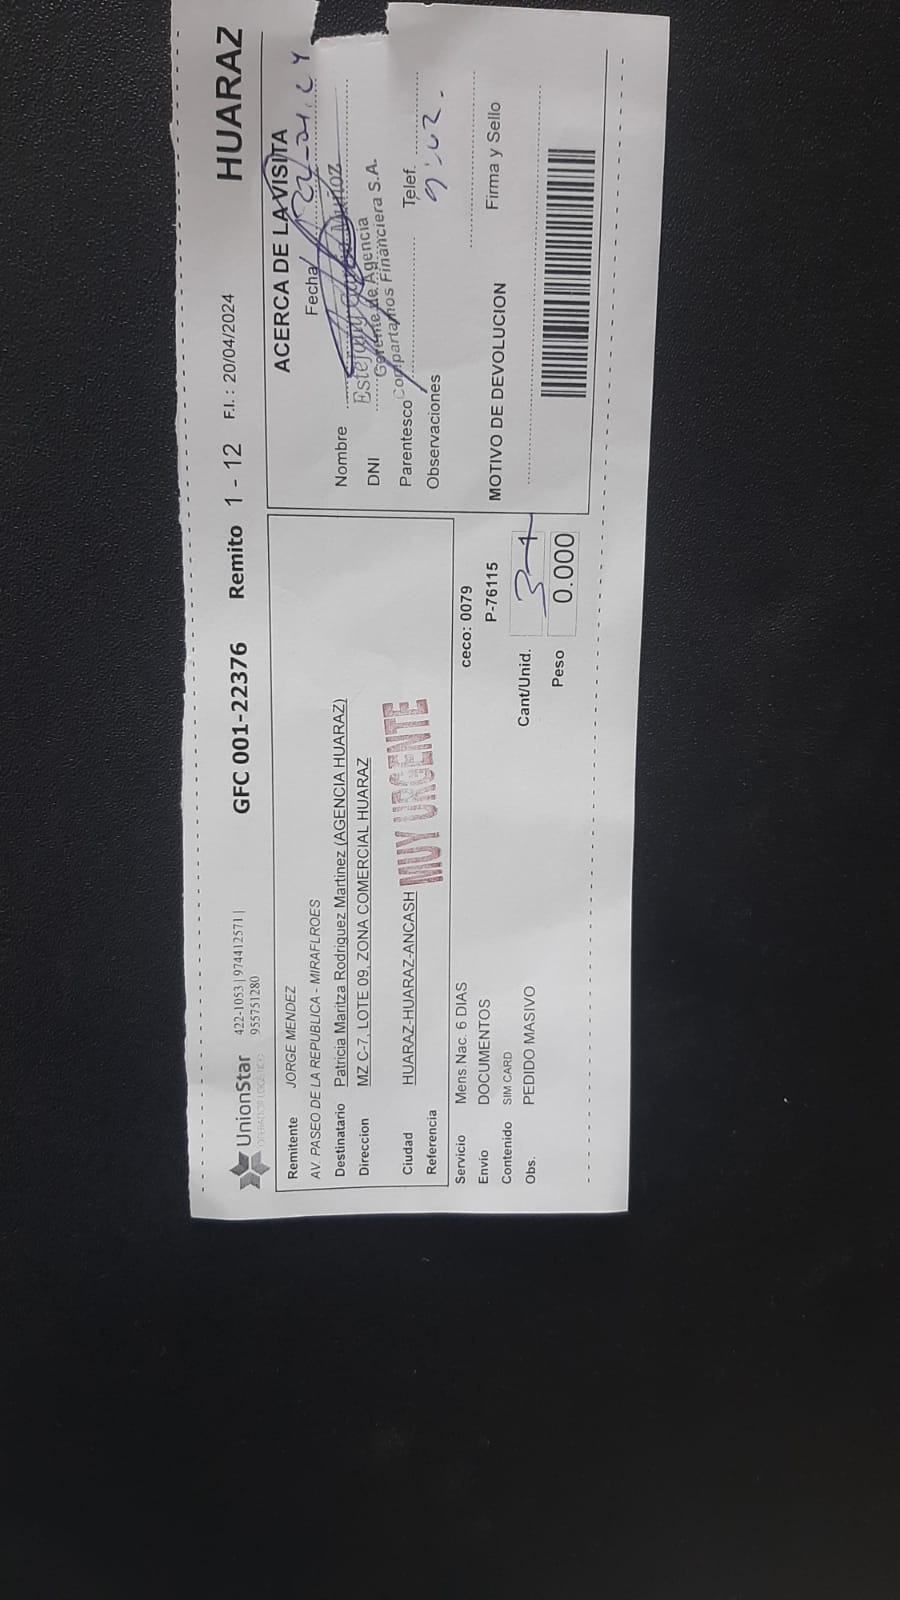 UnionStar
422-1053 | 974412571 |
955751280
GFC 001-22376
Remito 1 - 12
F.I. : 20/04/2024
HUARAZ
Remitente JORGE MENDEZ
AV. PASEO DE LA REPUBLICA - MIRAFLROES
Destinatario Patricia Maritza Rodriguez Martinez (AGENCIA HUARAZ)
Direccion MZ C-7, LOTE 09, ZONA COMERCIAL HUARAZ
Ciudad HUARAZ-HUARAZ-ANCASH
Referencia
MUY URGENTE
Servicio Mens.Nac. 6 DIAS
ceco: 0079
Envio DOCUMENTOS
P-76115
Contenido SIM CARD
Obs. PEDIDO MASIVO
Cant/Unid.
Peso 0.000
ACERCA DE LA VISITA
Fecha
Nombre
DNI
Gerente de Agencia
Compartamos Financiera S.A.
Parentesco
Telef.
Observaciones
MOTIVO DE DEVOLUCION
Firma y Sello